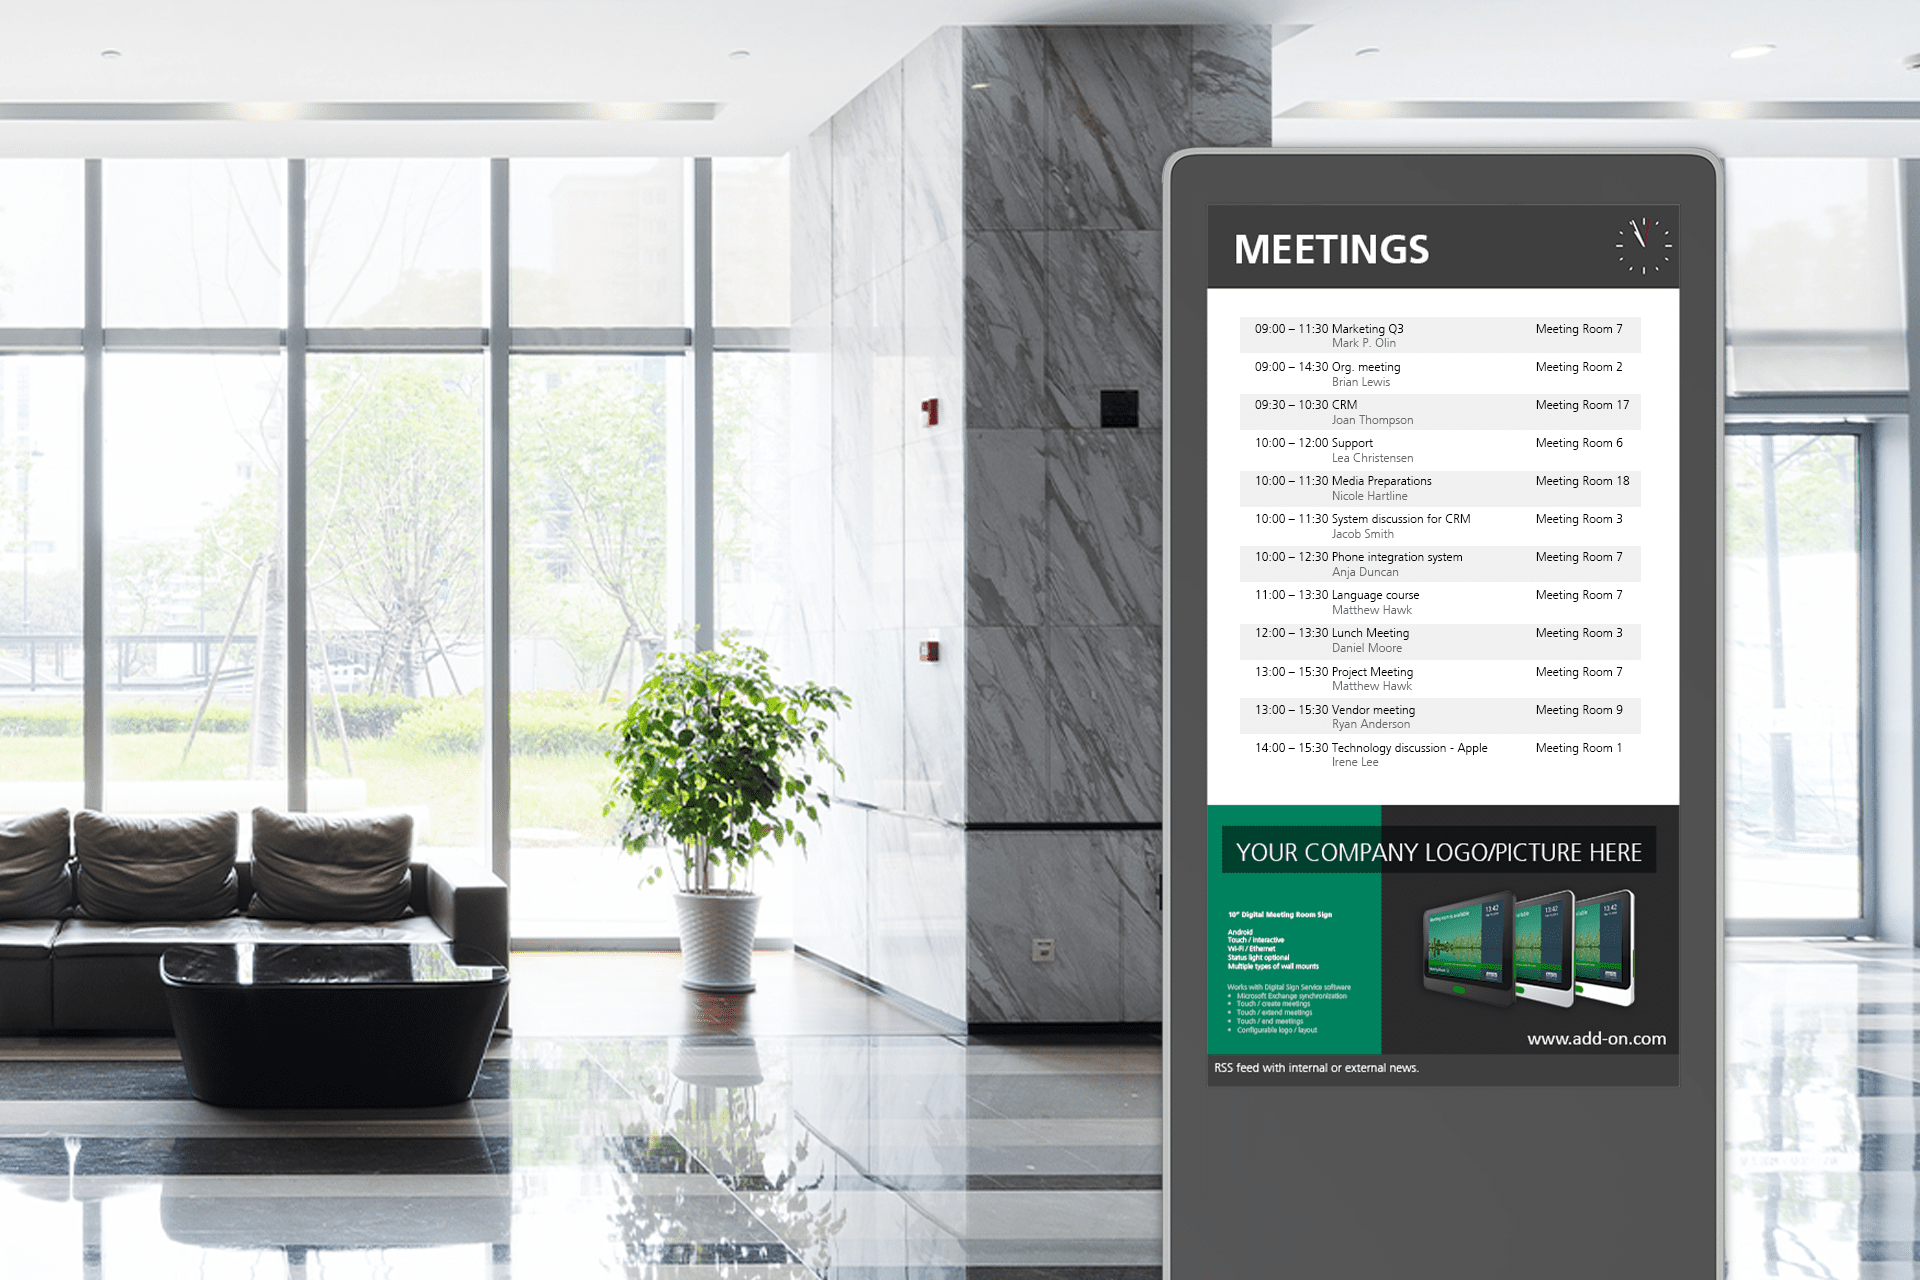 MEETINGS
09:00 – 11:30 Marketing Q3 Meeting Room 7
Mark P. Olin
09:00 – 14:30 Org. meeting Meeting Room 2
Brian Lewis
09:30 – 10:30 CRM Meeting Room 17
Joan Thompson
10:00 – 12:00 Support Meeting Room 6
Lea Christensen
10:00 – 11:30 Media Preparations Meeting Room 18
Nicole Hartline
10:00 – 11:30 System discussion for CRM Meeting Room 3
Jacob Smith
10:00 – 12:30 Phone integration system Meeting Room 7
Anja Duncan
11:00 – 13:30 Language course Meeting Room 7
Matthew Hawk
12:00 – 13:30 Lunch Meeting Meeting Room 3
Daniel Moore
13:00 – 15:30 Project Meeting Meeting Room 7
Matthew Hawk
13:00 – 15:30 Vendor meeting Meeting Room 9
Ryan Anderson
14:00 – 15:30 Technology discussion - Apple Meeting Room 1
Irene Lee
YOUR COMPANY LOGO/PICTURE HERE
10" Digital Meeting Room Sign
Android
Touch / Interactive
Wi-Fi / Ethernet
Status light optional
Multiple types of wall mounts
Works with Digital Sign Service software
• Microsoft Exchange synchronization
• Touch / create meetings
• Touch / extend meetings
• Touch / end meetings
• Configurable logo / layout
13:42
13:42
13:42
www.add-on.com
RSS feed with internal or external news.